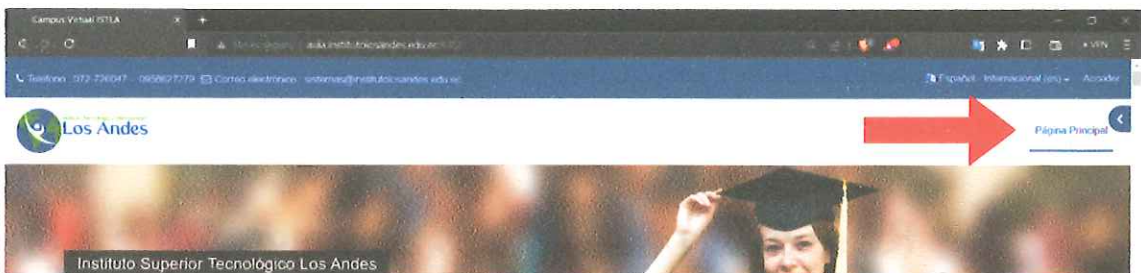 Campus Virtual ISTLA
aula.institutolosandes.edu.ec
VPN
Teléfono : 072-726047 - 0958627279 Correo electrónico : sistemas@institutolosandes.edu.ec
Español - Internacional (es) Acceder
Los Andes
Página Principal
Instituto Superior Tecnológico Los Andes